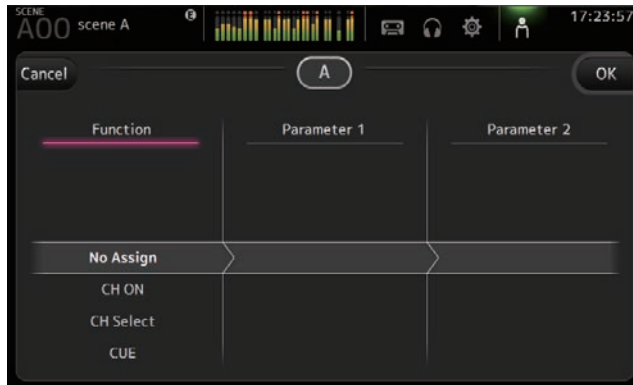 SCENE
A00 scene A E 17:23:57
Cancel A OK
Function Parameter 1 Parameter 2
No Assign
CH ON
CH Select
CUE